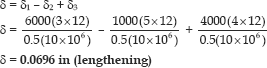 δ = δ₁ – δ₂ + δ₃
δ = 6000(3×12) / 0.5(10×10⁶) – 1000(5×12) / 0.5(10×10⁶) + 4000(4×12) / 0.5(10×10⁶)
δ = 0.0696 in (lengthening)